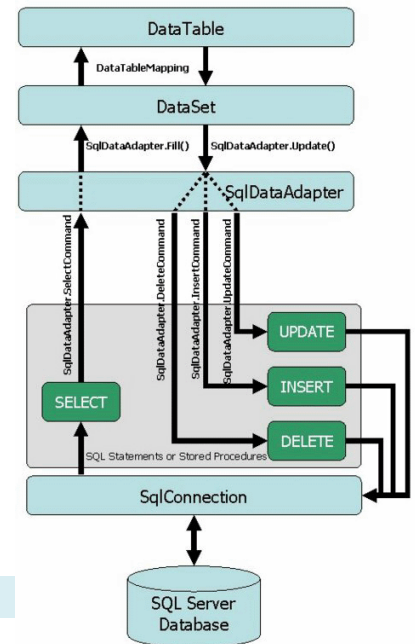 DataTable
DataTableMapping
DataSet
SqlDataAdapter.Fill()
SqlDataAdapter.Update()
SqlDataAdapter
SqlDataAdapter.SelectCommand
SqlDataAdapter.DeleteCommand
SqlDataAdapter.InsertCommand
SqlDataAdapter.UpdateCommand
UPDATE
INSERT
SELECT
DELETE
SQL Statements or Stored Procedures
SqlConnection
SQL Server
Database